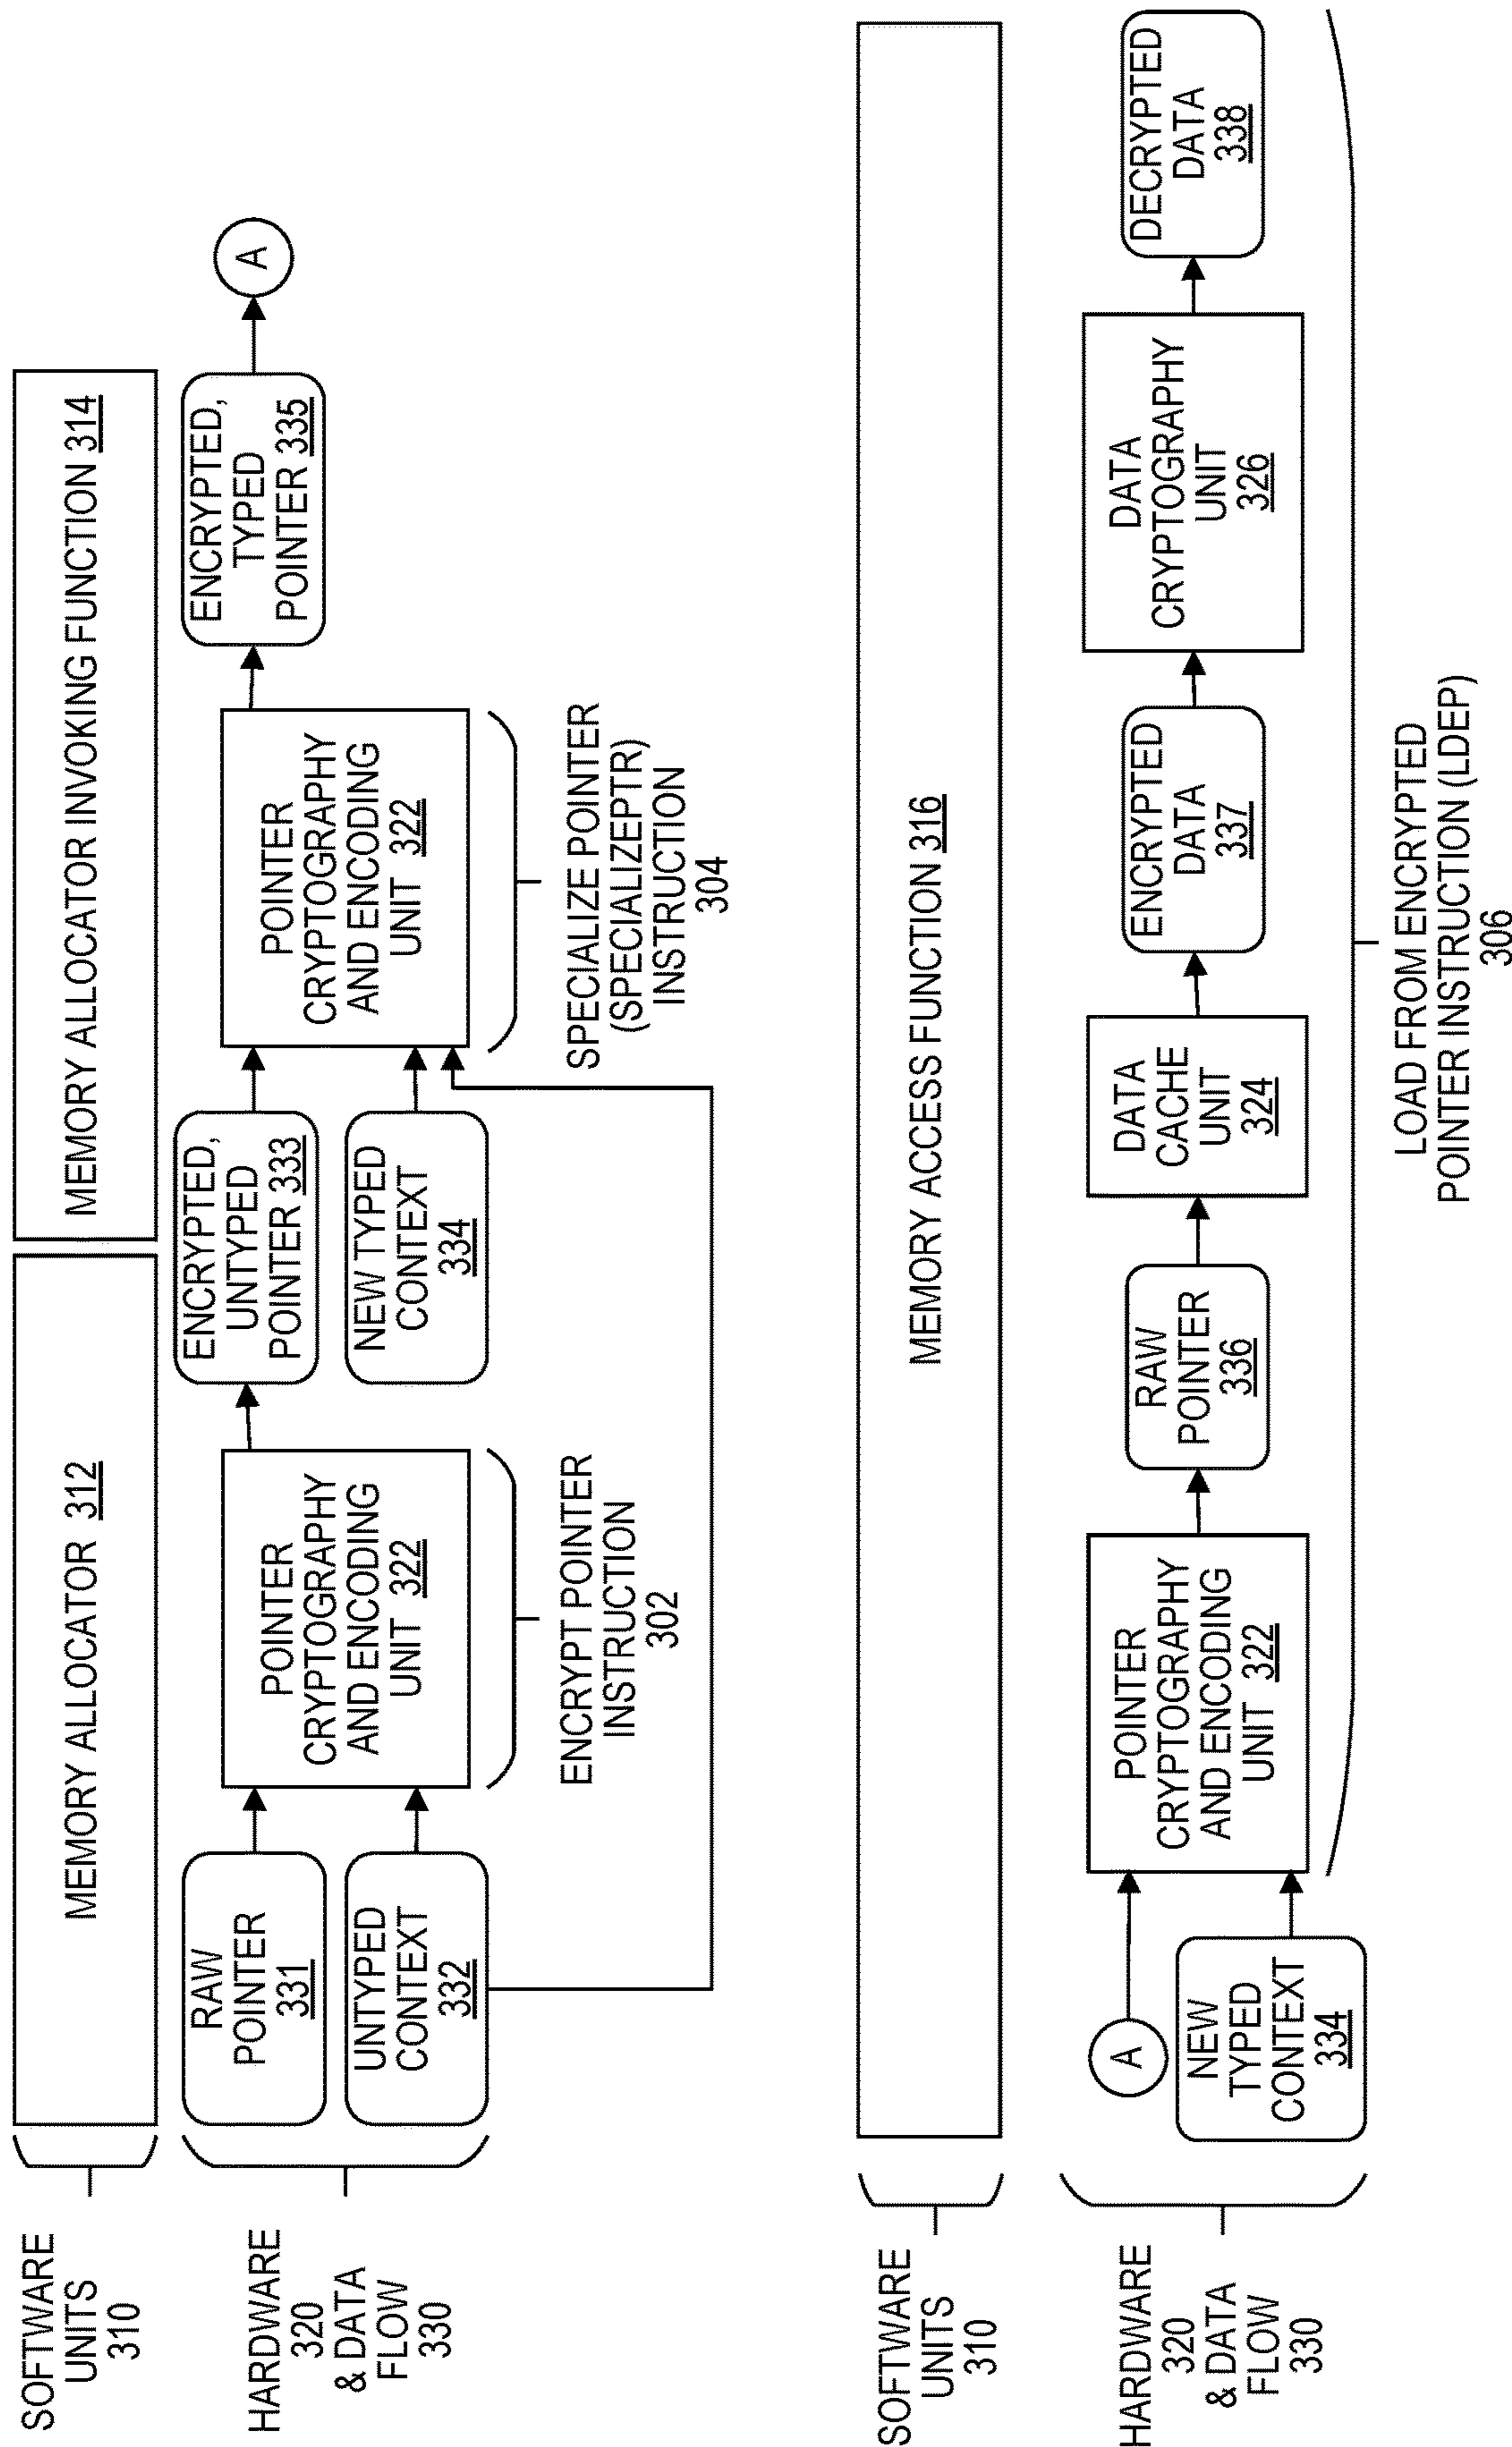 SOFTWARE
UNITS
310
MEMORY ALLOCATOR 312
MEMORY ALLOCATOR INVOKING FUNCTION 314
HARDWARE
320
& DATA
FLOW
330
RAW
POINTER
331
UNTYPED
CONTEXT
332
POINTER
CRYPTOGRAPHY
AND ENCODING
UNIT 322
ENCRYPT POINTER
INSTRUCTION
302
ENCRYPTED,
UNTYPED
POINTER 333
NEW TYPED
CONTEXT
334
POINTER
CRYPTOGRAPHY
AND ENCODING
UNIT 322
SPECIALIZE POINTER
(SPECIALIZEPTR)
INSTRUCTION
304
ENCRYPTED,
TYPED
POINTER 335
A
SOFTWARE
UNITS
310
MEMORY ACCESS FUNCTION 316
HARDWARE
320
& DATA
FLOW
330
A
NEW
TYPED
CONTEXT
334
POINTER
CRYPTOGRAPHY
AND ENCODING
UNIT 322
RAW
POINTER
336
DATA
CACHE
UNIT
324
ENCRYPTED
DATA
337
DATA
CRYPTOGRAPHY
UNIT
326
DECRYPTED
DATA
338
LOAD FROM ENCRYPTED
POINTER INSTRUCTION (LDEP)
306